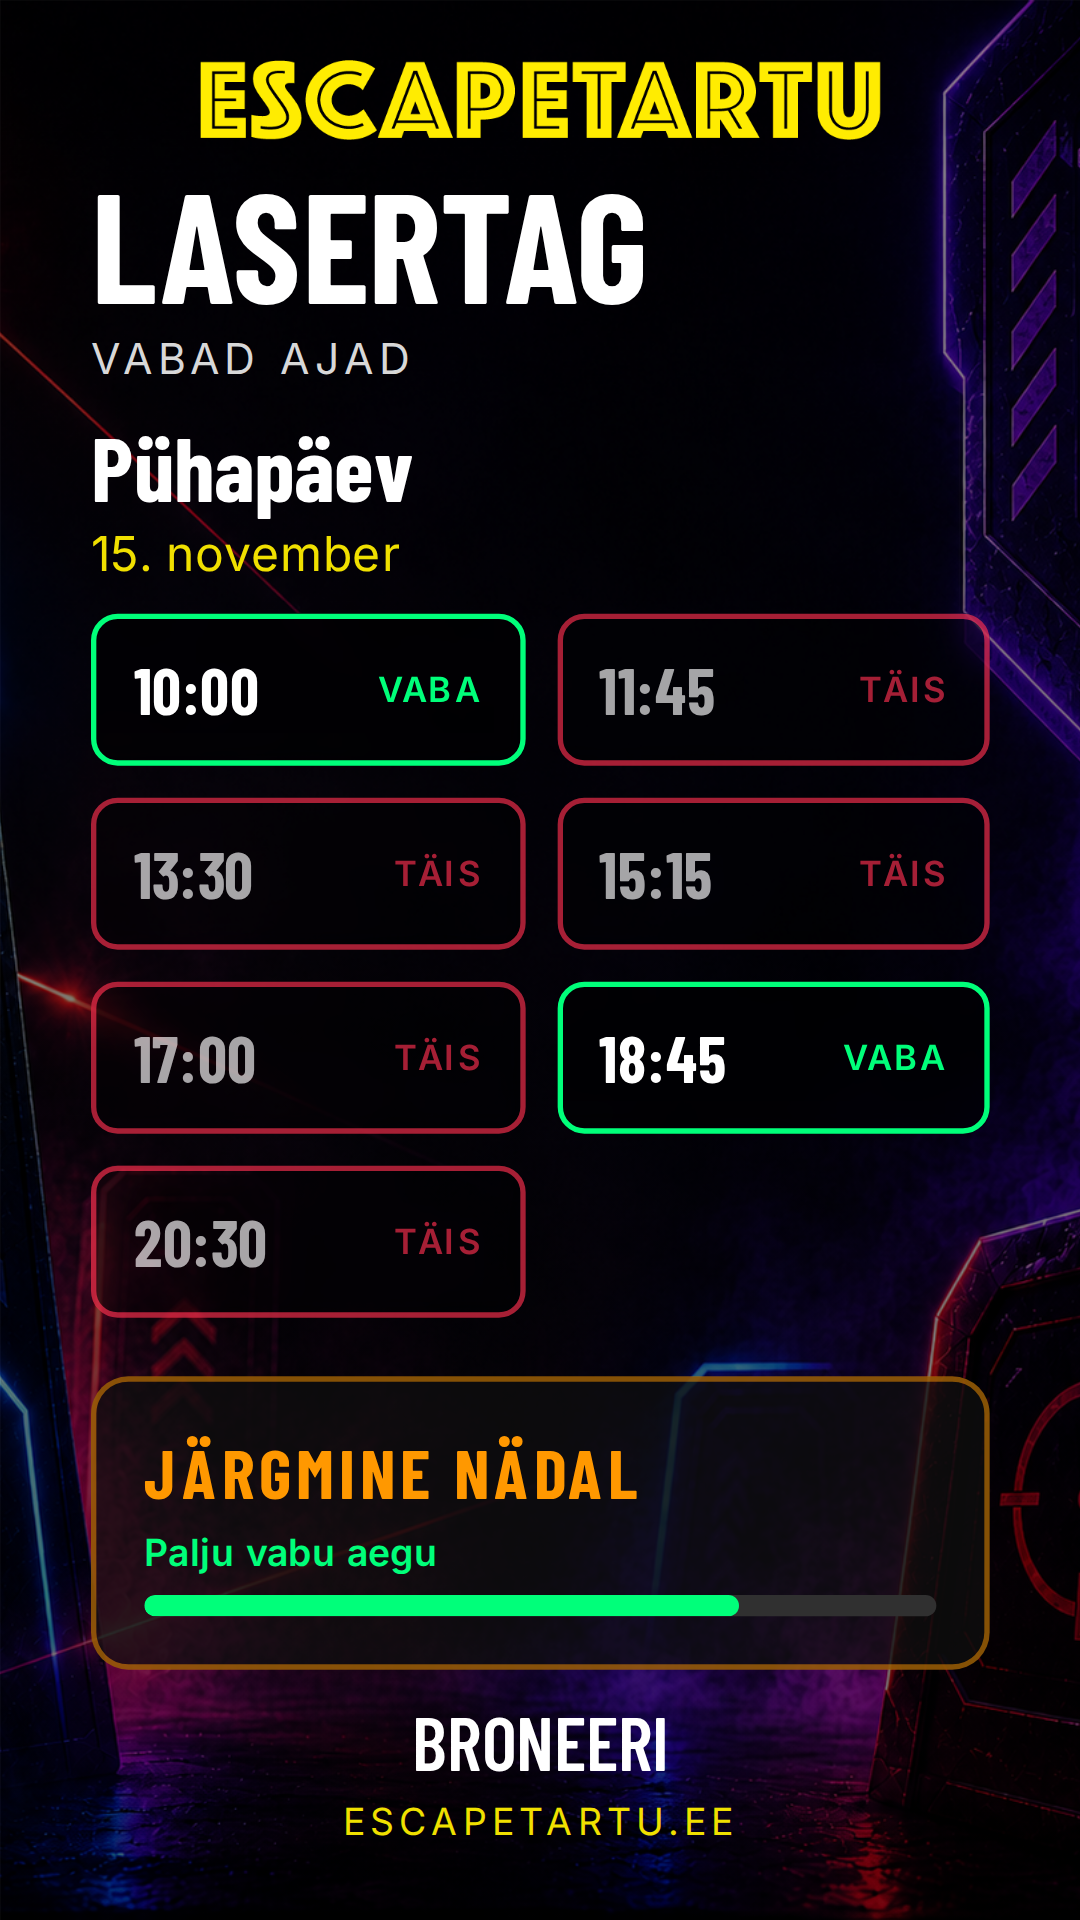 ESCAPETARTU
LASERTAG
VABAD AJAD
Pühapäev
15. november
10:00 VABA
11:45 TÄIS
13:30 TÄIS
15:15 TÄIS
17:00 TÄIS
18:45 VABA
20:30 TÄIS
JÄRGMINE NÄDAL
Palju vabu aegu
BRONEERI
ESCAPETARTU.EE